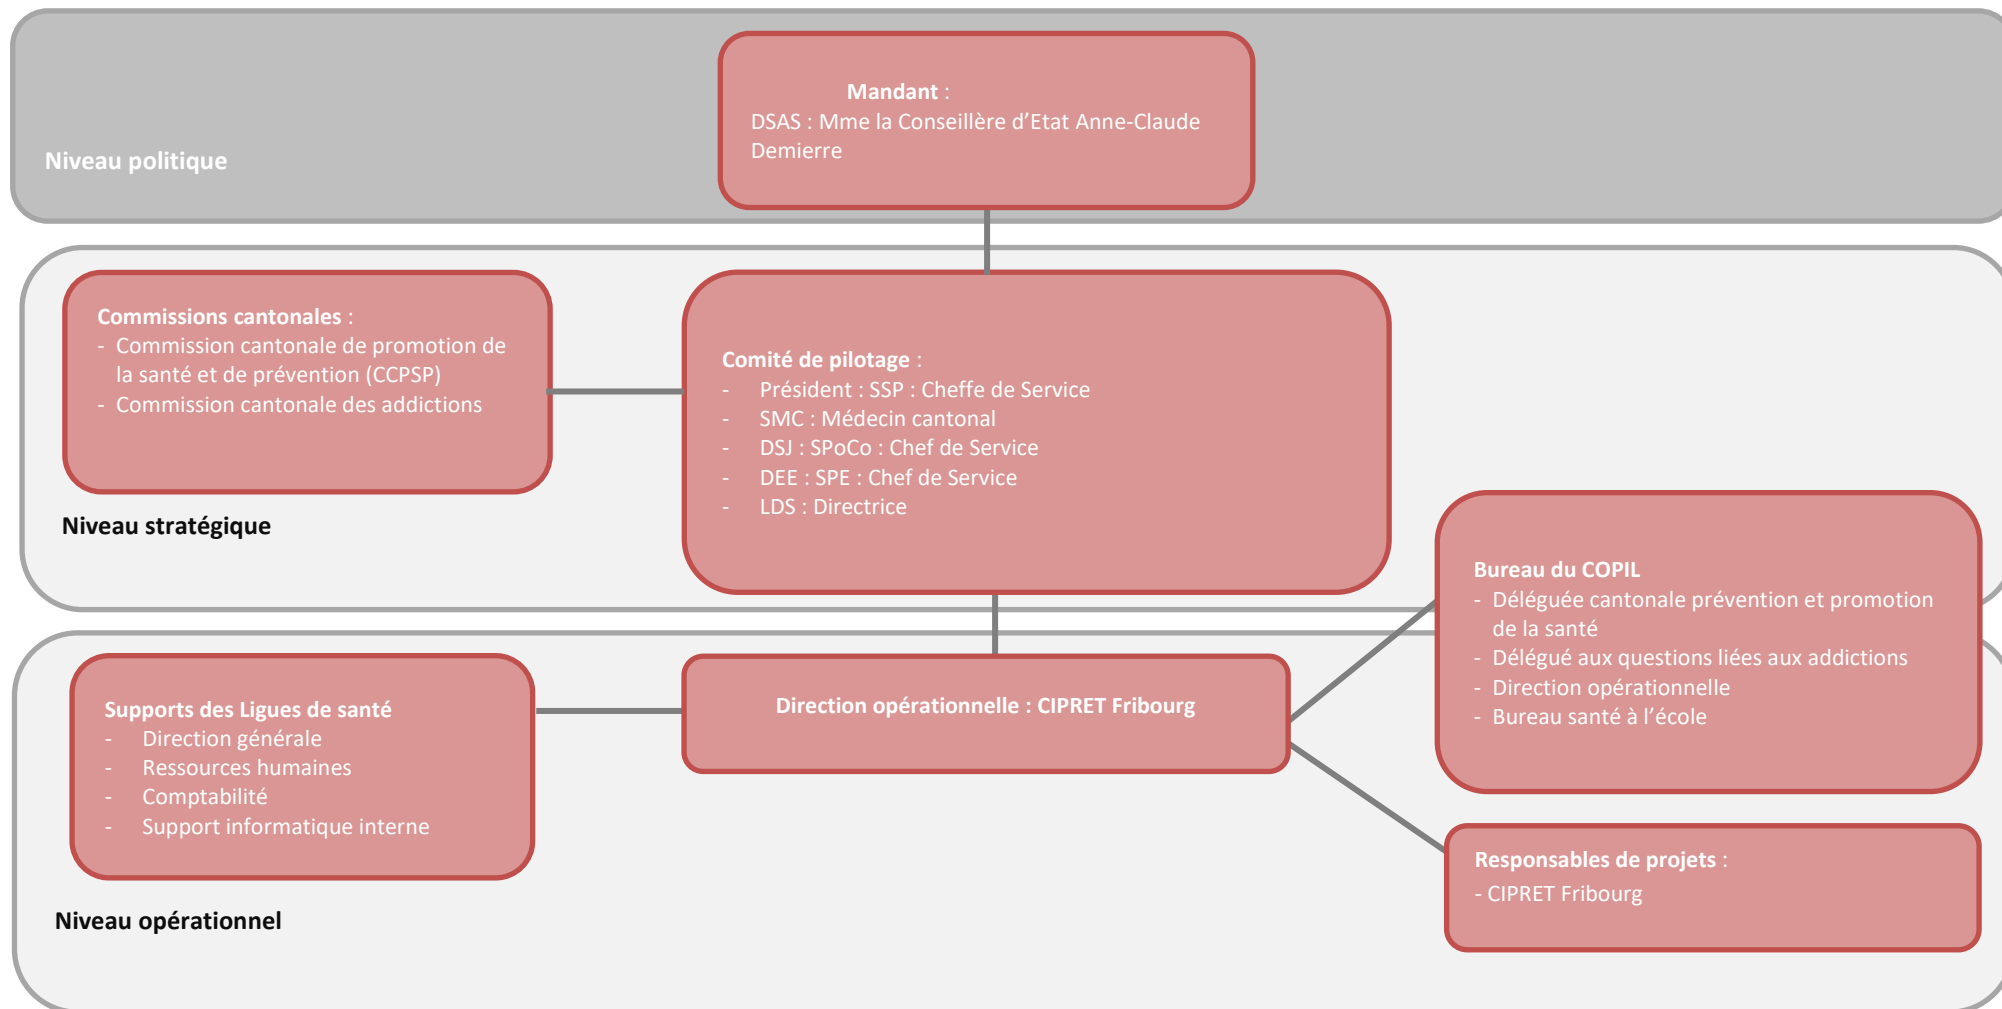 Mandant :
DSAS : Mme la Conseillère d’Etat Anne-Claude
Demierre
Niveau politique
Commissions cantonales :
- Commission cantonale de promotion de
la santé et de prévention (CCPSP)
- Commission cantonale des addictions
Comité de pilotage :
- Président : SSP : Cheffe de Service
- SMC : Médecin cantonal
- DSJ : SPoCo : Chef de Service
- DEE : SPE : Chef de Service
- LDS : Directrice
Niveau stratégique
Bureau du COPIL
- Déléguée cantonale prévention et promotion
de la santé
- Délégué aux questions liées aux addictions
- Direction opérationnelle
- Bureau santé à l’école
Supports des Ligues de santé
- Direction générale
- Ressources humaines
- Comptabilité
- Support informatique interne
Direction opérationnelle : CIPRET Fribourg
Responsables de projets :
- CIPRET Fribourg
Niveau opérationnel